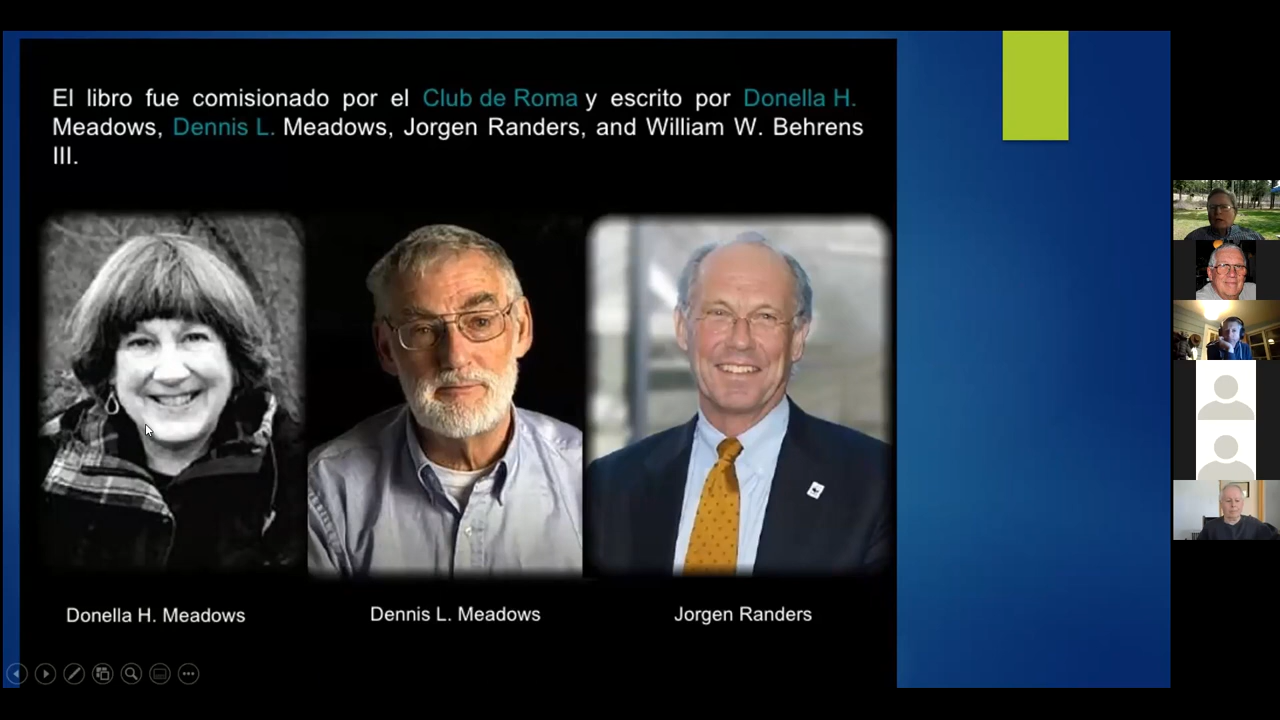 El libro fue comisionado por el Club de Roma y escrito por Donella H.
Meadows, Dennis L. Meadows, Jorgen Randers, and William W. Behrens
III.
Donella H. Meadows
Dennis L. Meadows
Jorgen Randers